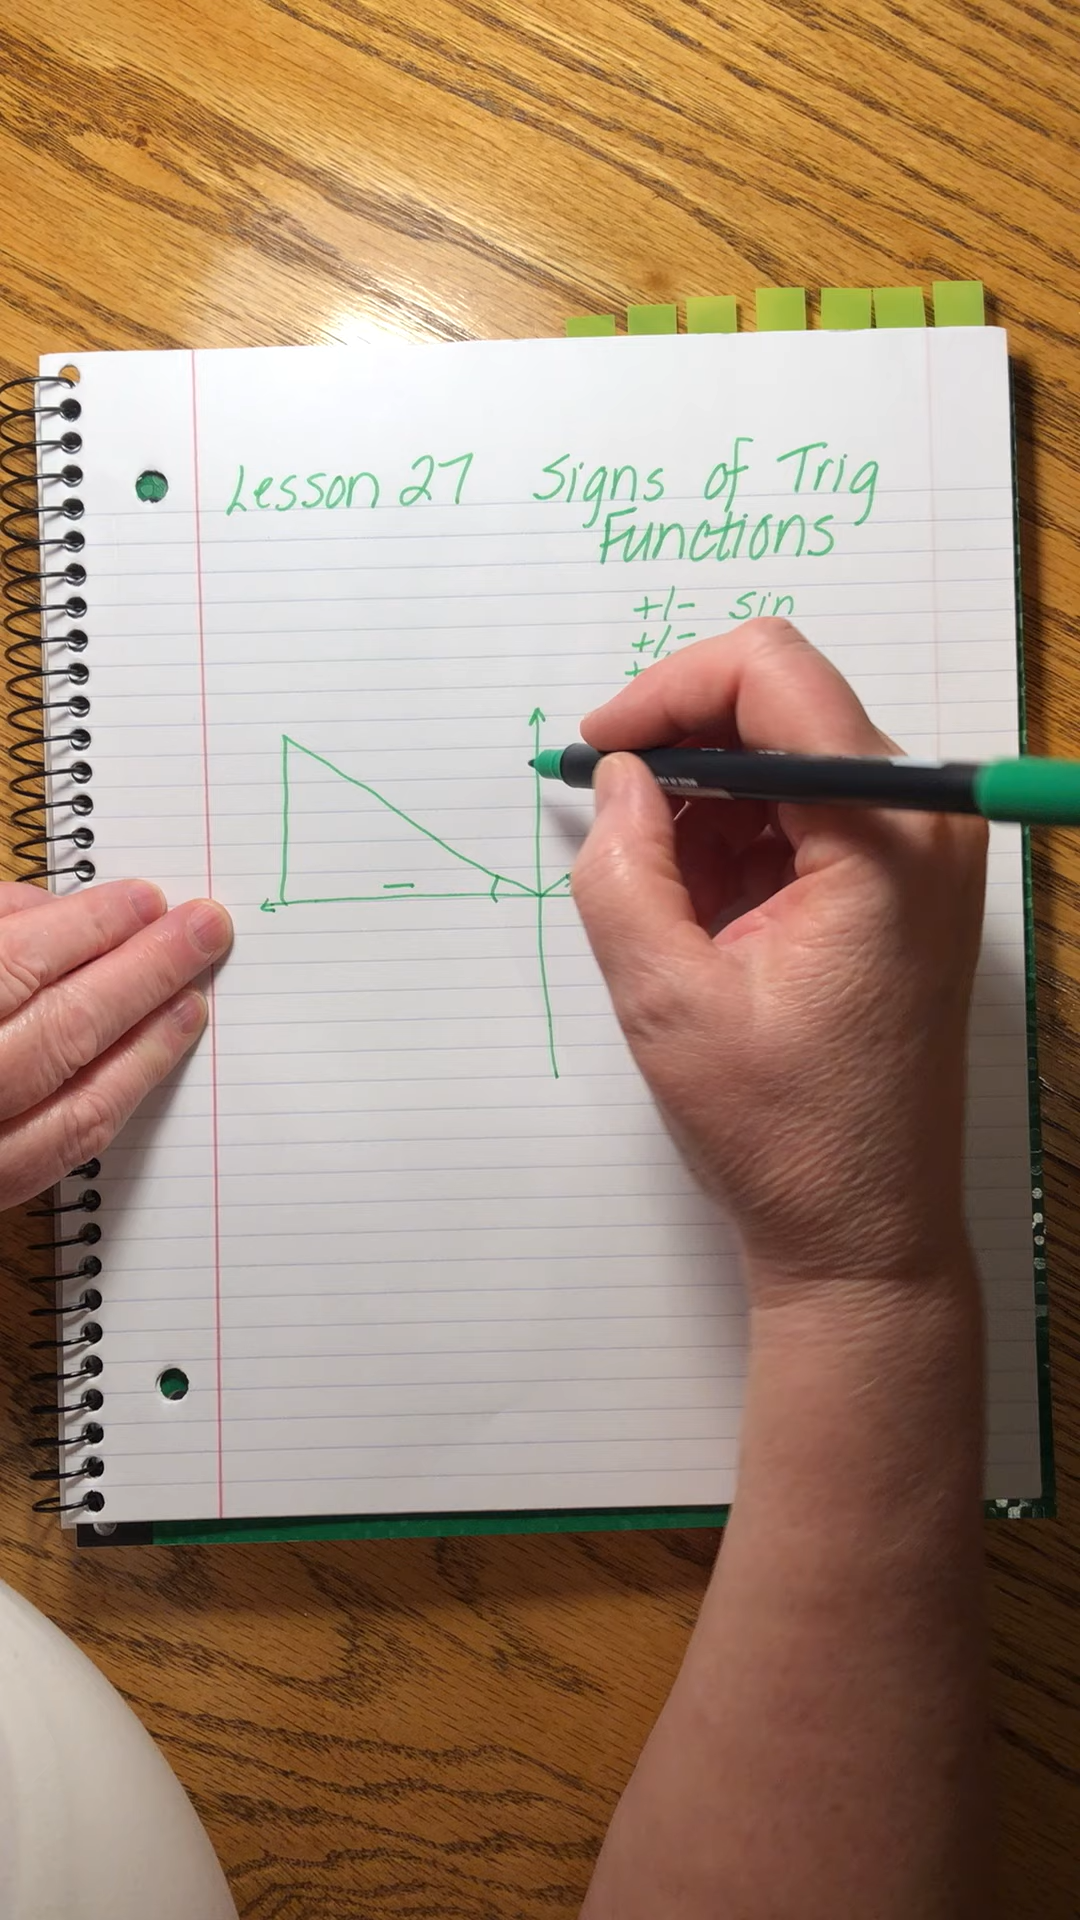 Lesson 27 Signs of Trig
Functions
+/- sin
+/-
+
-